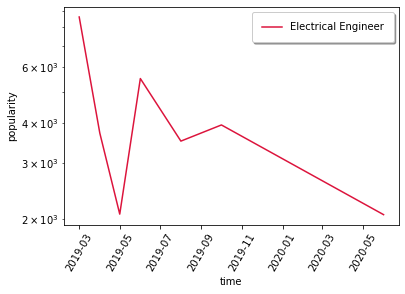 Electrical Engineer
popularity
6 × 10³
4 × 10³
3 × 10³
2 × 10³
2019-03
2019-05
2019-07
2019-09
2019-11
2020-01
2020-03
2020-05
time